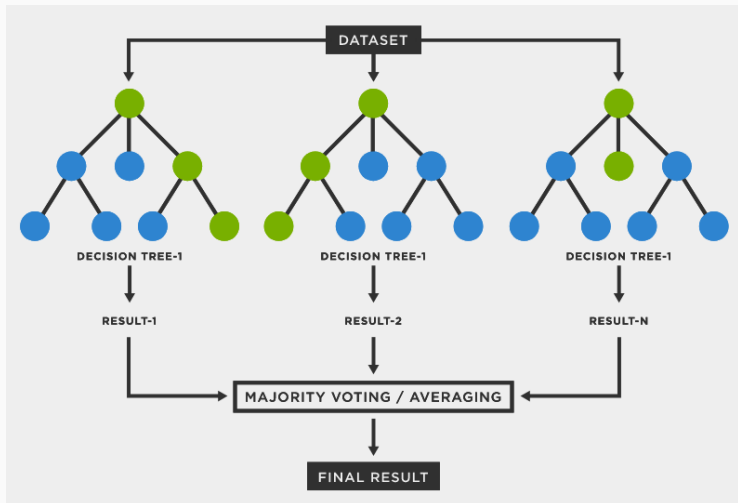 DATASET
DECISION TREE-1
DECISION TREE-1
DECISION TREE-1
RESULT-1
RESULT-2
RESULT-N
MAJORITY VOTING / AVERAGING
FINAL RESULT